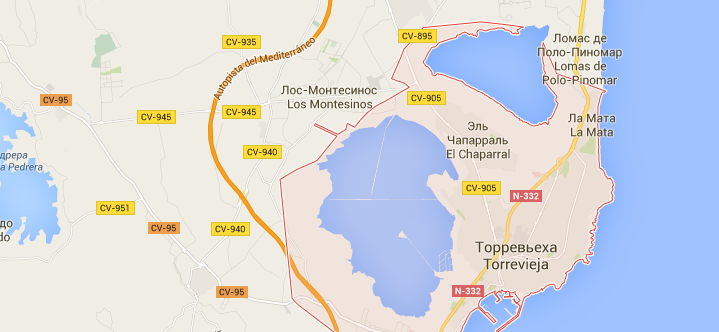 CV-895
Ломас де
Поло-Пиномар
Lomas de
Polo-Pinomar
CV-935
Autopista del Mediterráneo
Лос-Монтесинос
Los Montesinos
CV-95
CV-905
CV-945
CV-945
Ла Мата
La Mata
Эль
Чапарраль
El Chaparral
CV-940
дрера
a Pedrera
CV-905
N-332
CV-951
до
do
CV-95
CV-940
Торревьеха
Torrevieja
CV-95
N-332